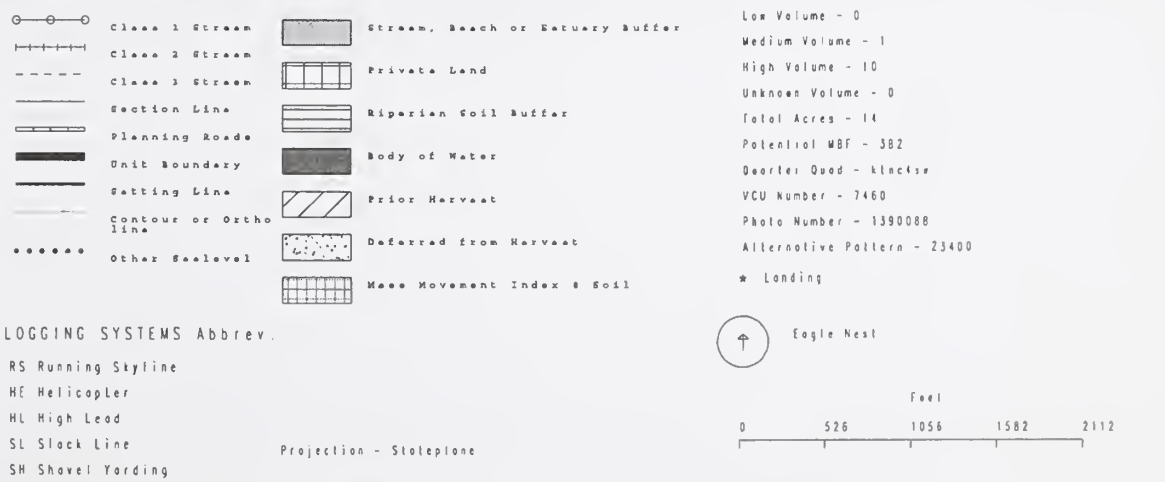 Class 1 Stream
Class 2 Stream
Class 3 Stream
Section Line
Planning Roads
Unit Boundary
Setting Line
Contour or Ortho
line
Other Sealevel
Stream, Beach or Estuary Buffer
Private Land
Riparian Soil Buffer
Body of Water
Prior Harvest
Deferred from Harvest
Mass Movement Index 4 Soil
Low Volume - 0
Medium Volume - 1
High Volume - 10
Unknown Volume - 0
Total Acres - 14
Potential MBF - 382
Quarter Quad - ktnc4sw
VCU Number - 7460
Photo Number - 1390088
Alternative Pattern - 23400
* Landing
Eagle Nest
LOGGING SYSTEMS Abbrev.
RS Running Skyline
HE Helicopter
HL High Lead
SL Slack Line
SH Shovel Yarding
Projection - Stateplane
Feet
0 526 1056 1582 2112